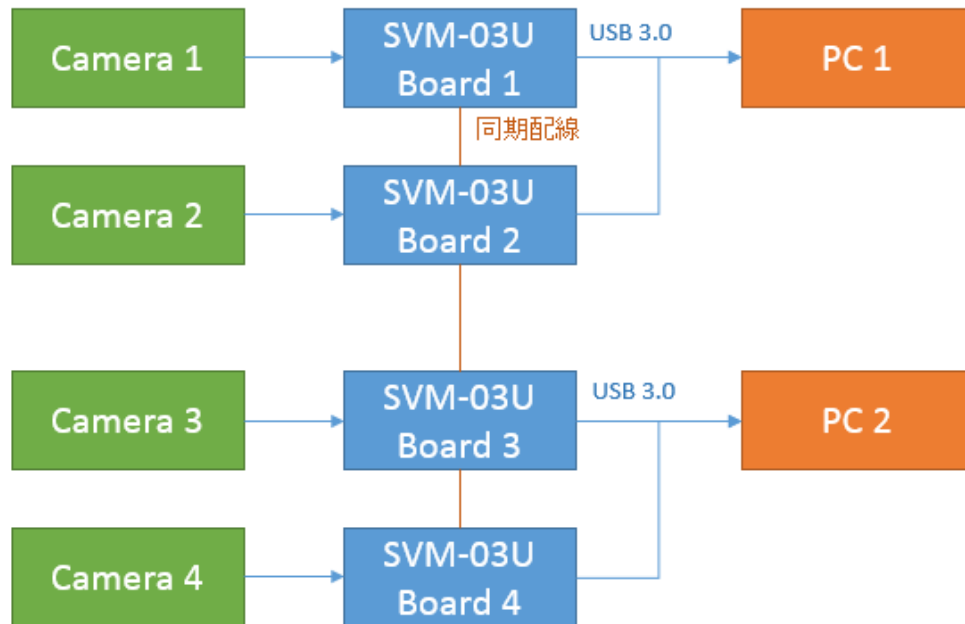 Camera 1
SVM-03U
Board 1
USB 3.0
PC 1
同期配線
Camera 2
SVM-03U
Board 2
Camera 3
SVM-03U
Board 3
USB 3.0
PC 2
Camera 4
SVM-03U
Board 4